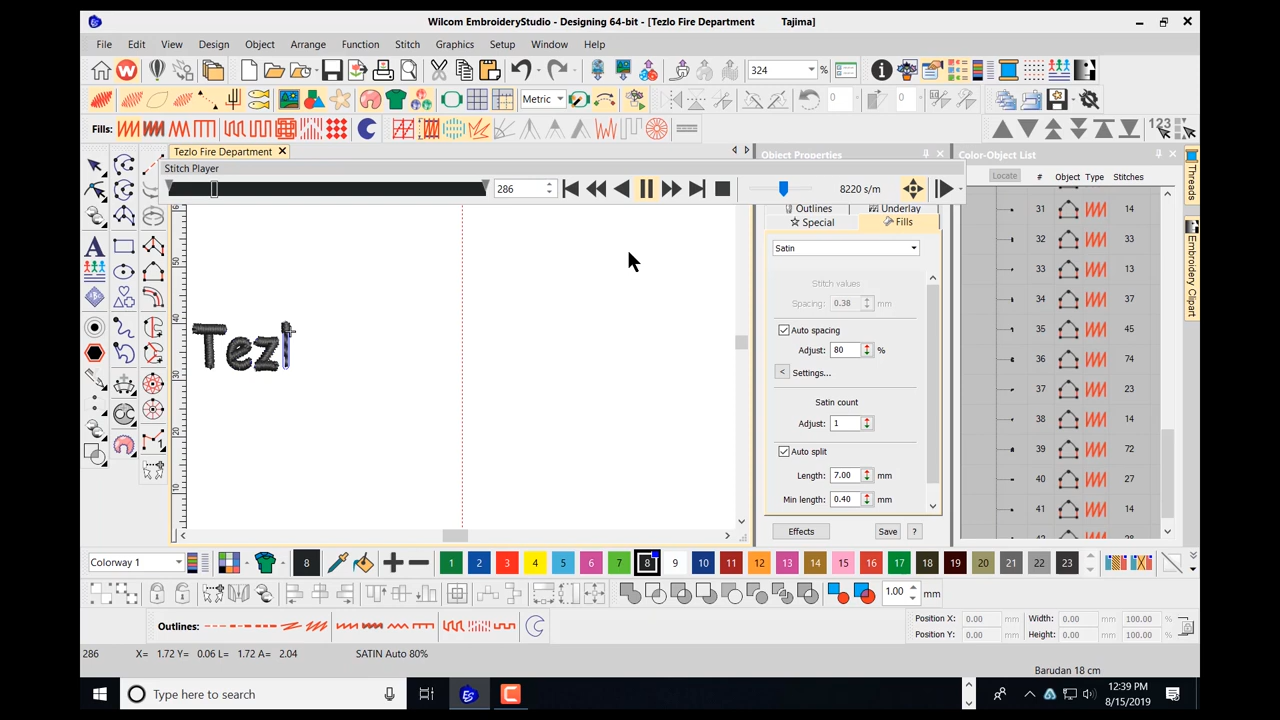 Wilcom EmbroideryStudio - Designing 64-bit - [Tezlo Fire Department Tajima]
File Edit View Design Object Arrange Function Stitch Graphics Setup Window Help
324 %
Metric 0 0
Fills: 123
Tezlo Fire Department
Stitch Player Object Properties Color-Object List
286 8220 s/m Locate # Object Type Stitches
Outlines Underlay
Special Fills
Satin
Stitch values
Spacing: 0.38 mm
Auto spacing
Adjust: 80 %
< Settings...
Satin count
Adjust: 1
Auto split
Length: 7.00 mm
Min length: 0.40 mm
Effects Save ?
31 14
32 33
33 13
34 37
35 45
36 74
37 23
38 14
39 72
40 27
41 14
Threads
Embroidery Clipart
50
40
30
20
10
Tezl
Colorway 1 8 1 2 3 4 5 6 7 8 9 10 11 12 13 14 15 16 17 18 19 20 21 22 23
1.00 mm
Outlines:
Position X: 0.00 mm Width: 0.00 mm 100.00 %
Position Y: 0.00 mm Height: 0.00 mm 100.00 %
286 X= 1.72 Y= 0.06 L= 1.72 A= 2.04 SATIN Auto 80%
Barudan 18 cm
Type here to search
12:39 PM
8/15/2019